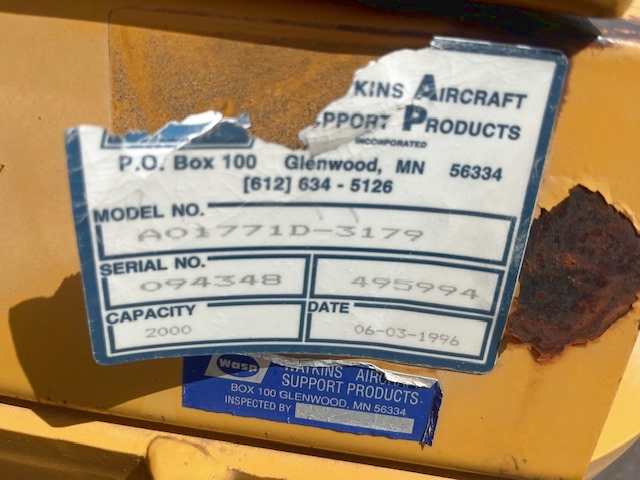 KINS AIRCRAFT
PPORT PRODUCTS
INCORPORATED
P.O. Box 100 Glenwood, MN 56334
[612] 634 - 5126
MODEL NO.
A01771D-3179
SERIAL NO.
094348 495994
CAPACITY DATE
2000 06-03-1996
Wasp WATKINS AIRCRAFT
SUPPORT PRODUCTS.
BOX 100 GLENWOOD, MN 56334
INSPECTED BY